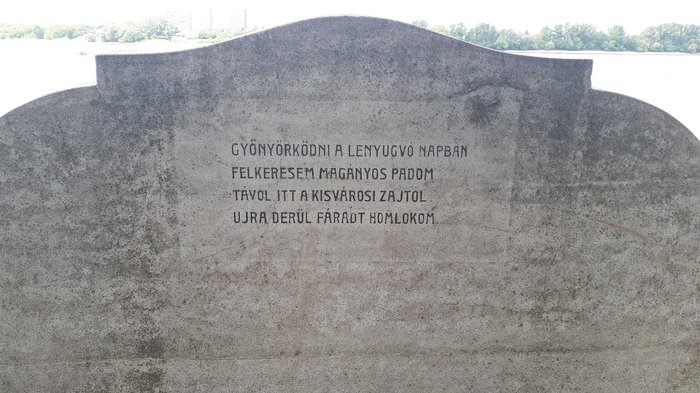 GYÖNYÖRKÖDNI A LENYUGVÓ NAPBAN
FELKERESEM MAGÁNYOS PADOM
TÁVOL ITT A KISVÁROSI ZAJTÓL
UJRA DERÜL FÁRADT HOMLOKOM